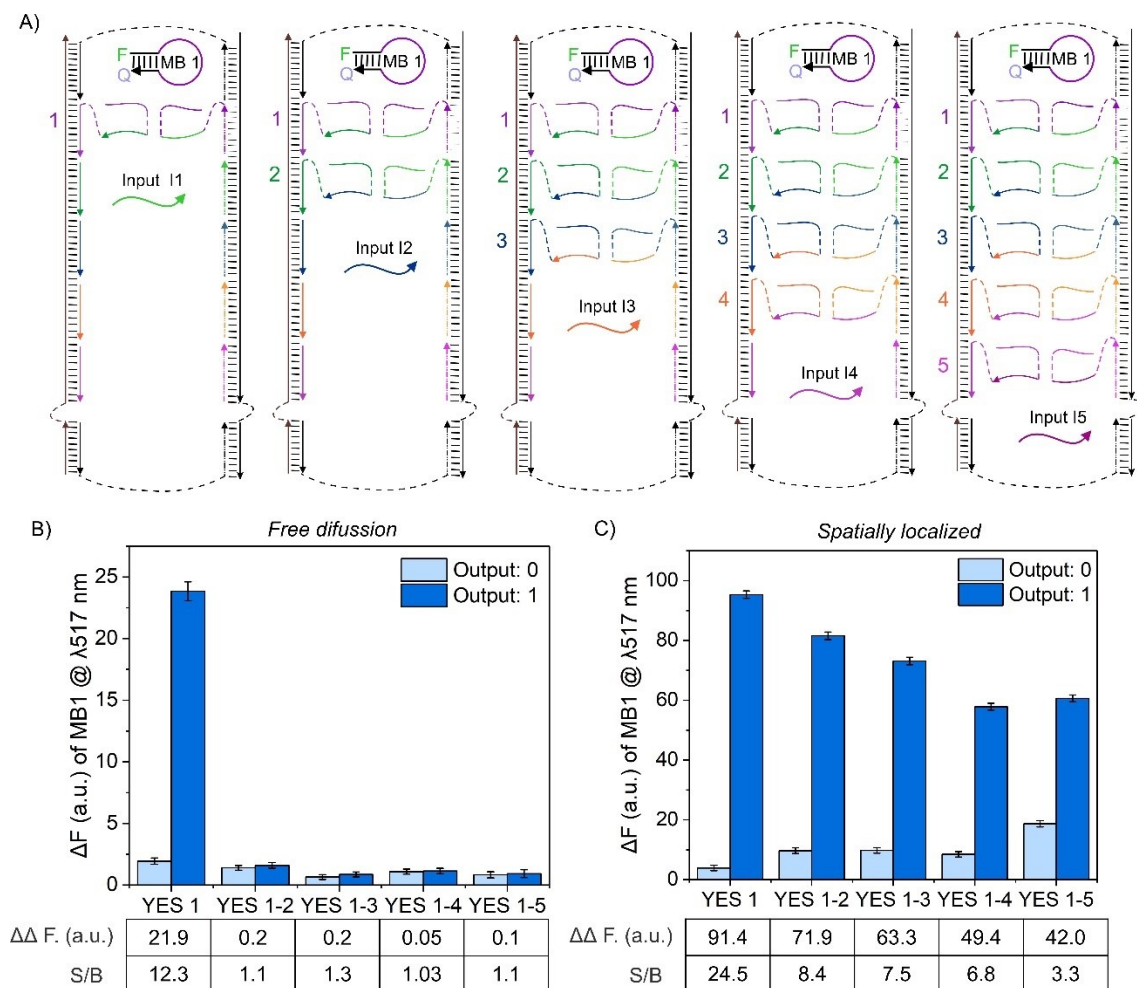 A)
F
Q
MB 1
F
Q
MB 1
F
Q
MB 1
F
Q
MB 1
F
Q
MB 1
1
1
1
1
1
2
2
2
2
3
3
3
4
4
5
Input I1
Input I2
Input I3
Input I4
Input I5
B)
Free difussion
ΔF (a.u.) of MB1 @ λ517 nm
25
20
15
10
5
0
Output: 0
Output: 1
YES 1 YES 1-2 YES 1-3 YES 1-4 YES 1-5
ΔΔ F. (a.u.) 21.9 0.2 0.2 0.05 0.1
S/B 12.3 1.1 1.3 1.03 1.1
C)
Spatially localized
ΔF (a.u.) of MB1 @ λ517 nm
100
80
60
40
20
0
Output: 0
Output: 1
YES 1 YES 1-2 YES 1-3 YES 1-4 YES 1-5
ΔΔ F. (a.u.) 91.4 71.9 63.3 49.4 42.0
S/B 24.5 8.4 7.5 6.8 3.3